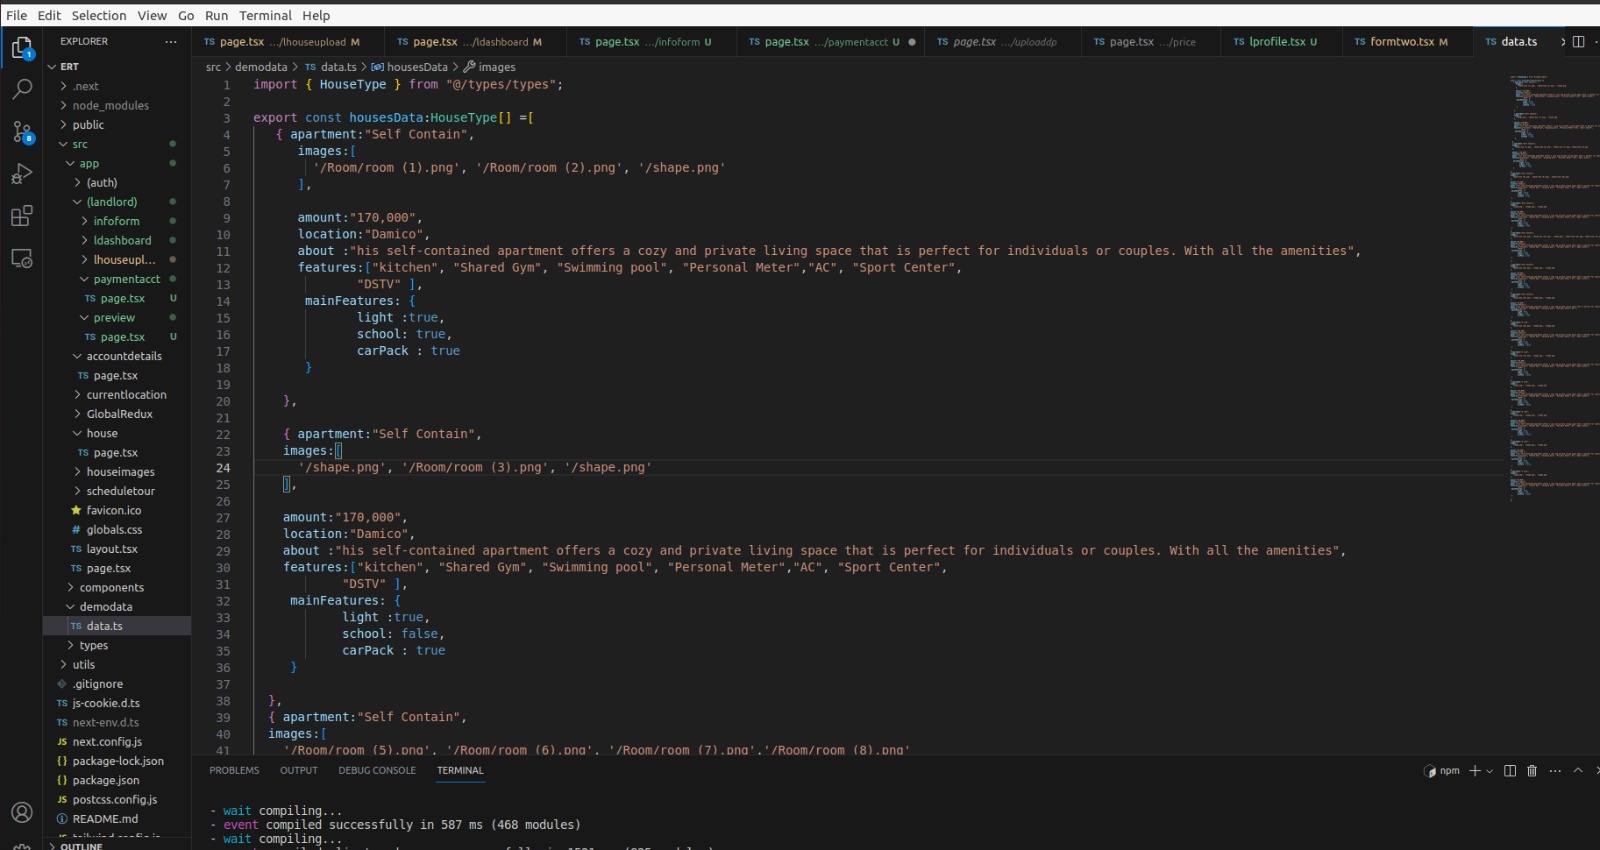 File Edit Selection View Go Run Terminal Help
EXPLORER ...
TS page.tsx .../lhouseupload M TS page.tsx .../ldashboard M TS page.tsx .../infoform U TS page.tsx .../paymentacct U TS page.tsx .../uploaddp TS page.tsx .../price TS lprofile.tsx U TS formtwo.tsx M TS data.ts
1
8
ERT
.next
node_modules
public
src
app
(auth)
(landlord)
infoform
ldashboard
lhouseupl...
paymentacct
TS page.tsx U
preview
TS page.tsx U
accountdetails
TS page.tsx
currentlocation
GlobalRedux
house
TS page.tsx
houseimages
scheduletour
favicon.ico
# globals.css
TS layout.tsx
TS page.tsx
components
demodata
TS data.ts
types
utils
.gitignore
TS js-cookie.d.ts
TS next-env.d.ts
JS next.config.js
{} package-lock.json
{} package.json
JS postcss.config.js
README.md
JS tailwind.config.js
OUTLINE
src > demodata > TS data.ts > housesData > images
1 import { HouseType } from "@/types/types";
2
3 export const housesData:HouseType[] =[
4 { apartment:"Self Contain",
5 images:[
6 '/Room/room (1).png', '/Room/room (2).png', '/shape.png'
7 ],
8
9 amount:"170,000",
10 location:"Damico",
11 about :"his self-contained apartment offers a cozy and private living space that is perfect for individuals or couples. With all the amenities",
12 features:["kitchen", "Shared Gym", "Swimming pool", "Personal Meter","AC", "Sport Center",
13 "DSTV" ],
14 mainFeatures: {
15 light :true,
16 school: true,
17 carPack : true
18 }
19
20 },
21
22 { apartment:"Self Contain",
23 images:[
24 '/shape.png', '/Room/room (3).png', '/shape.png'
25 ],
26
27 amount:"170,000",
28 location:"Damico",
29 about :"his self-contained apartment offers a cozy and private living space that is perfect for individuals or couples. With all the amenities",
30 features:["kitchen", "Shared Gym", "Swimming pool", "Personal Meter","AC", "Sport Center",
31 "DSTV" ],
32 mainFeatures: {
33 light :true,
34 school: false,
35 carPack : true
36 }
37
38 },
39 { apartment:"Self Contain",
40 images:[
41 '/Room/room (5).png', '/Room/room (6).png', '/Room/room (7).png','/Room/room (8).png'
PROBLEMS OUTPUT DEBUG CONSOLE TERMINAL
npm
- wait compiling...
- event compiled successfully in 587 ms (468 modules)
- wait compiling...